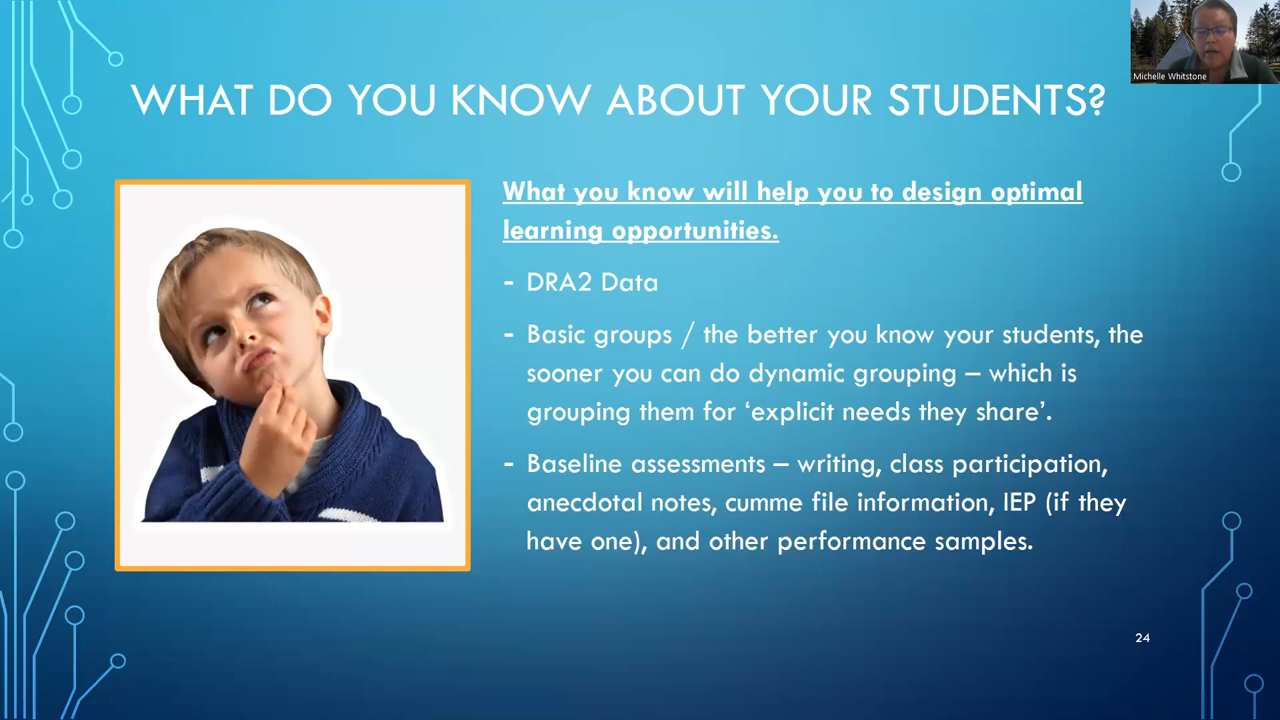 Michelle Whitstone
WHAT DO YOU KNOW ABOUT YOUR STUDENTS?
What you know will help you to design optimal
learning opportunities.
- DRA2 Data
- Basic groups / the better you know your students, the
sooner you can do dynamic grouping – which is
grouping them for ‘explicit needs they share’.
- Baseline assessments – writing, class participation,
anecdotal notes, cumme file information, IEP (if they
have one), and other performance samples.
24